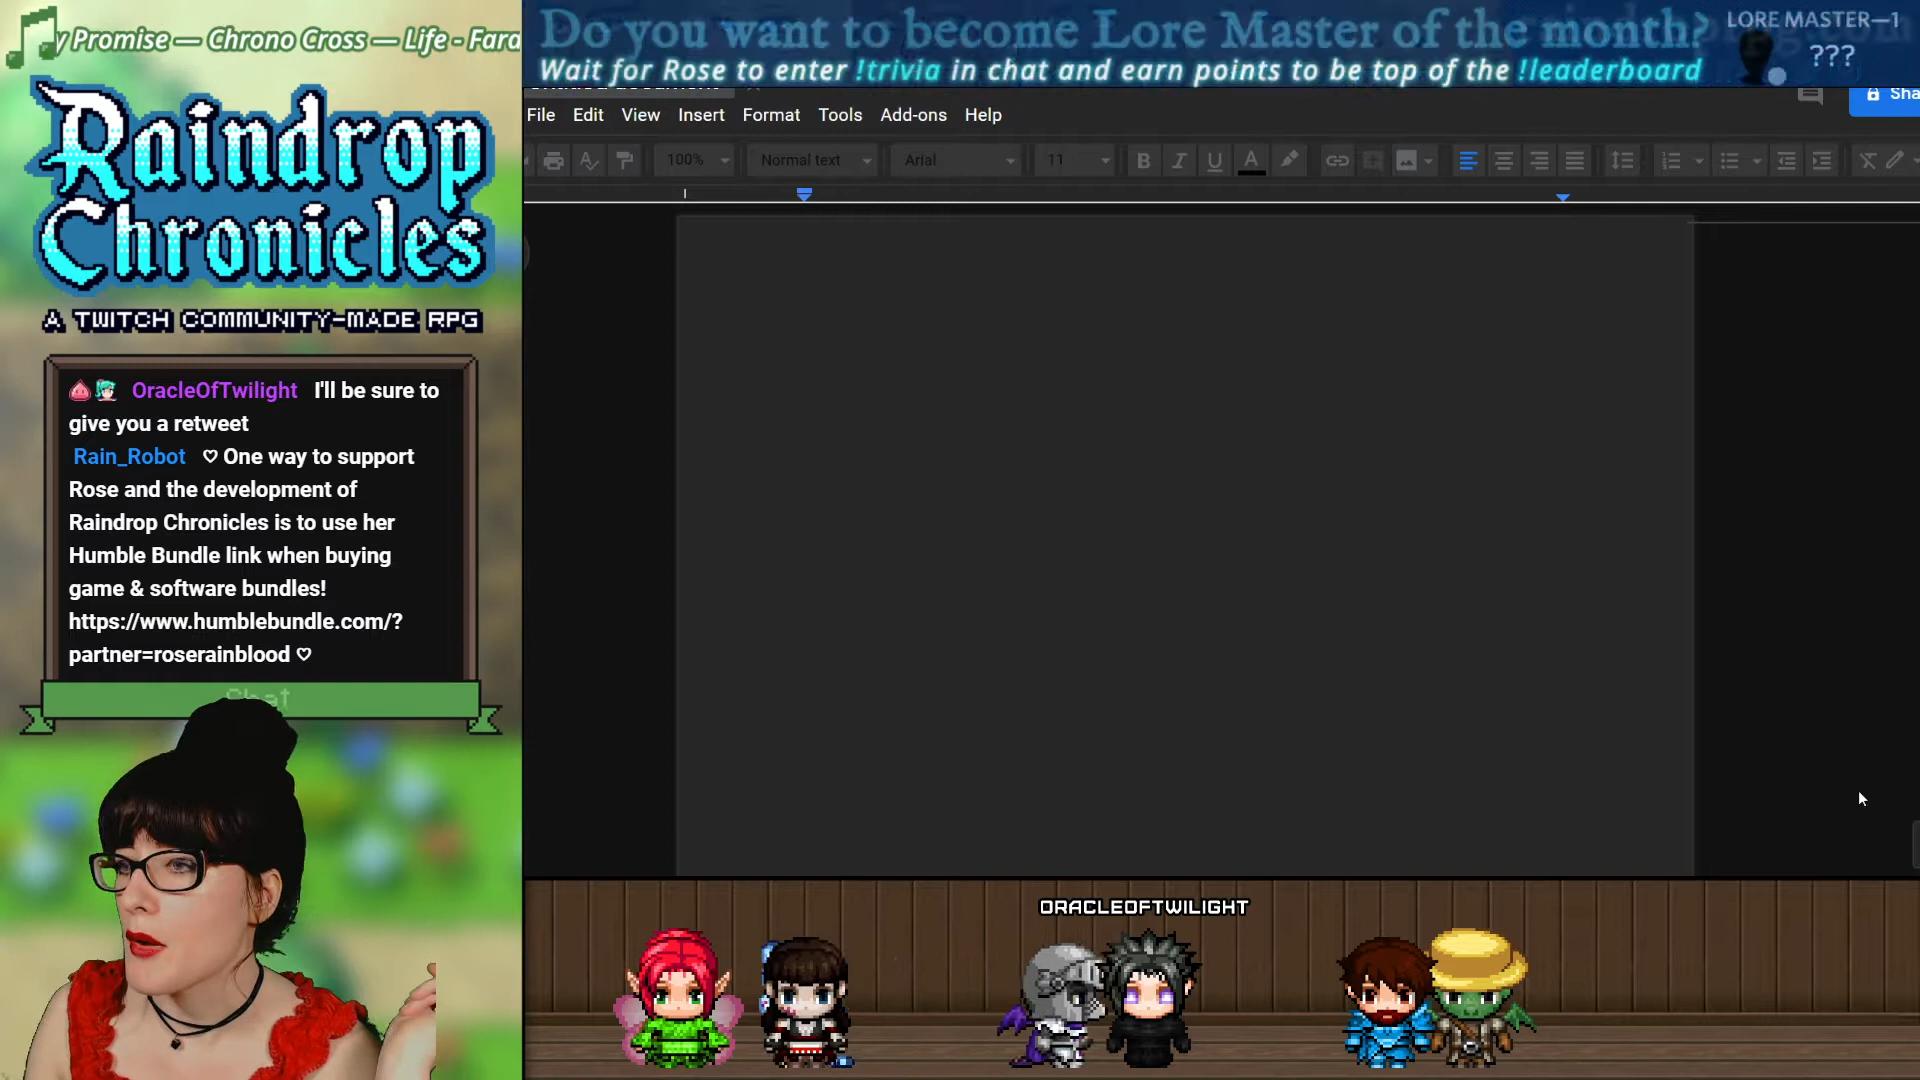 y Promise — Chrono Cross — Life - Fara
Do you want to become Lore Master of the month?
Wait for Rose to enter !trivia in chat and earn points to be top of the !leaderboard
LORE MASTER—1
???
Raindrop
Chronicles
A TWITCH COMMUNITY-MADE RPG
File Edit View Insert Format Tools Add-ons Help
Sha
100% Normal text Arial 11 B I U A
OracleOfTwilight I'll be sure to
give you a retweet
Rain_Robot ♡ One way to support
Rose and the development of
Raindrop Chronicles is to use her
Humble Bundle link when buying
game & software bundles!
https://www.humblebundle.com/?
partner=roserainblood ♡
Chat
ORACLEOFTWILIGHT